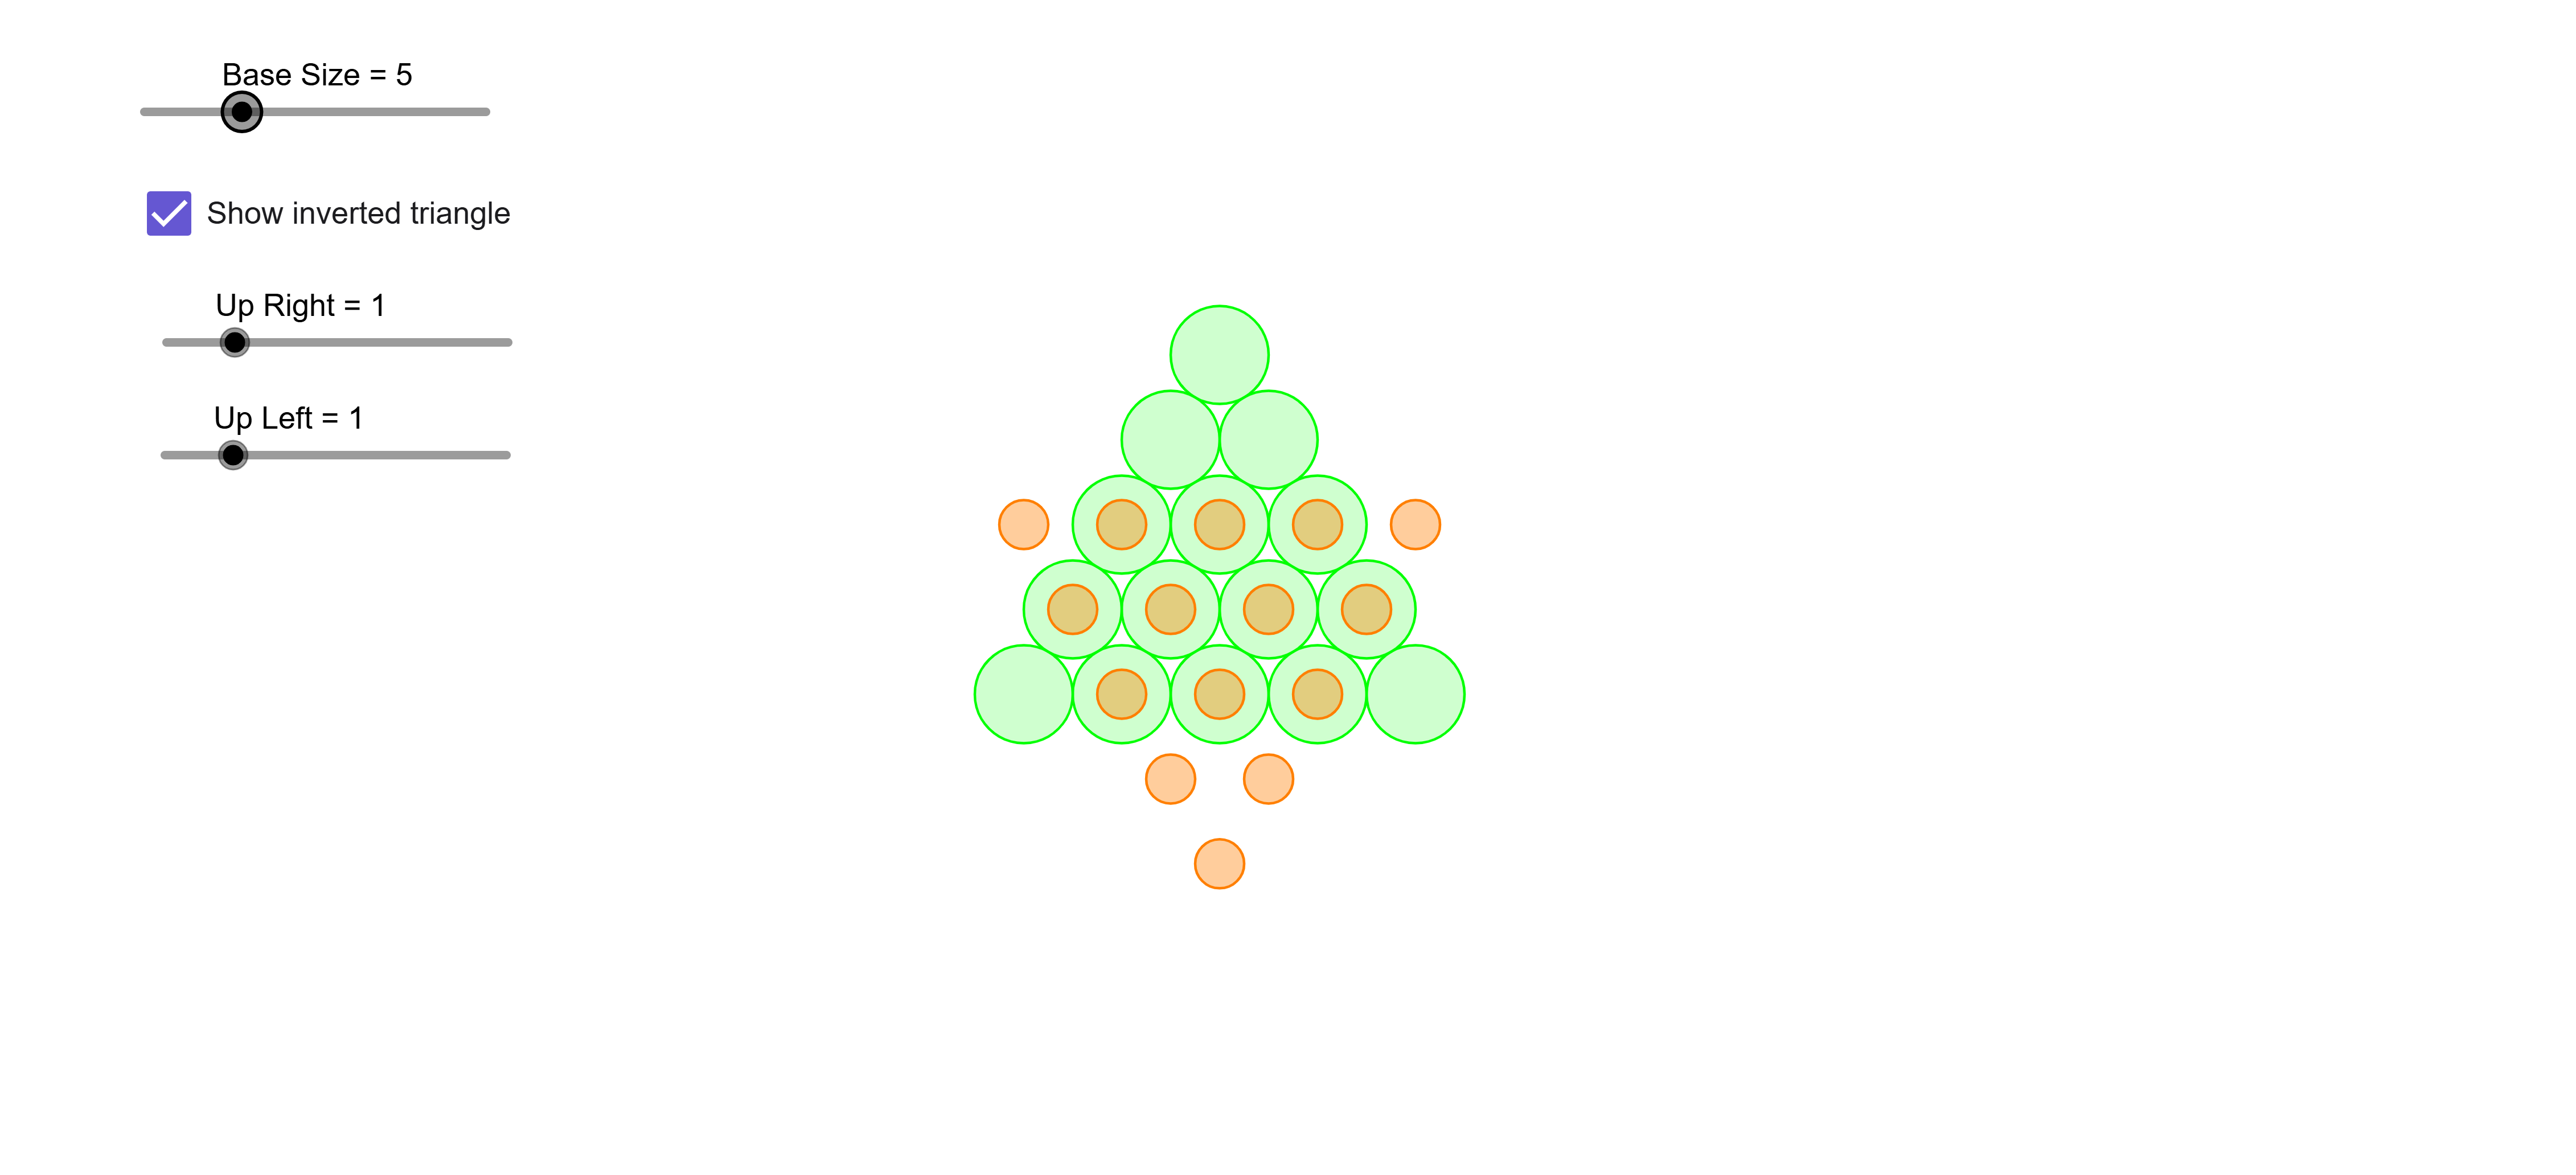 Base Size = 5
Show inverted triangle
Up Right = 1
Up Left = 1